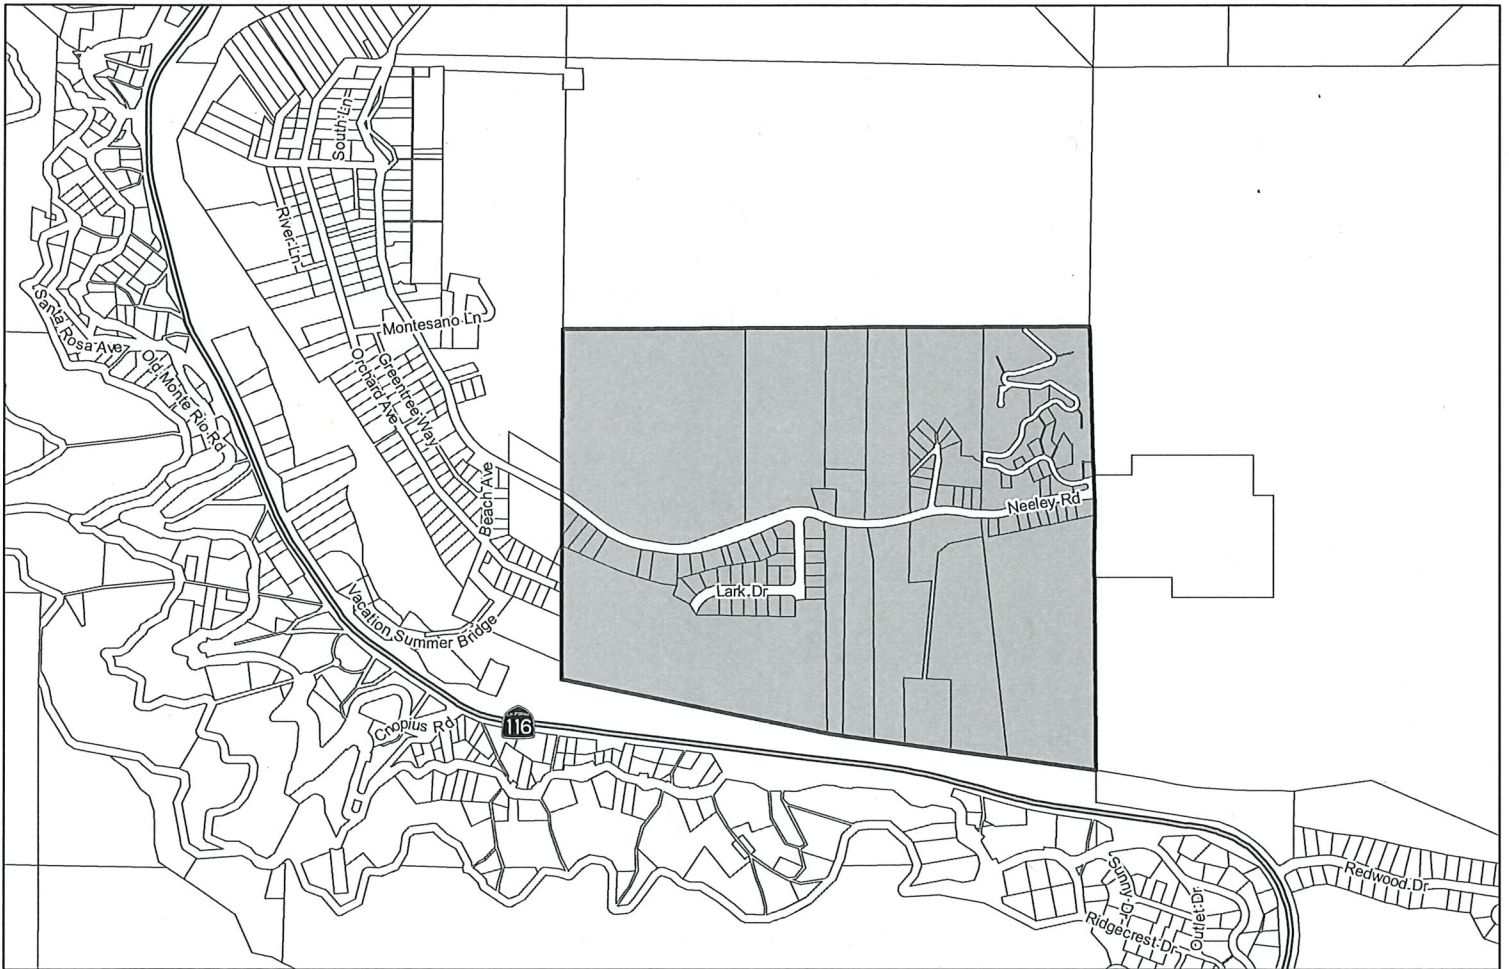 South Ln
River Ln
Montesano Ln
Santa Rosa Ave
Old Monte Rio Rd
Orchard Ave
Greentree Way
Beach Ave
Neeley Rd
Lark Dr
Vacation Summer Bridge
116
Cnopius Rd
Redwood Dr
Sunny Dr
Outlet Dr
Ridgecrest Dr